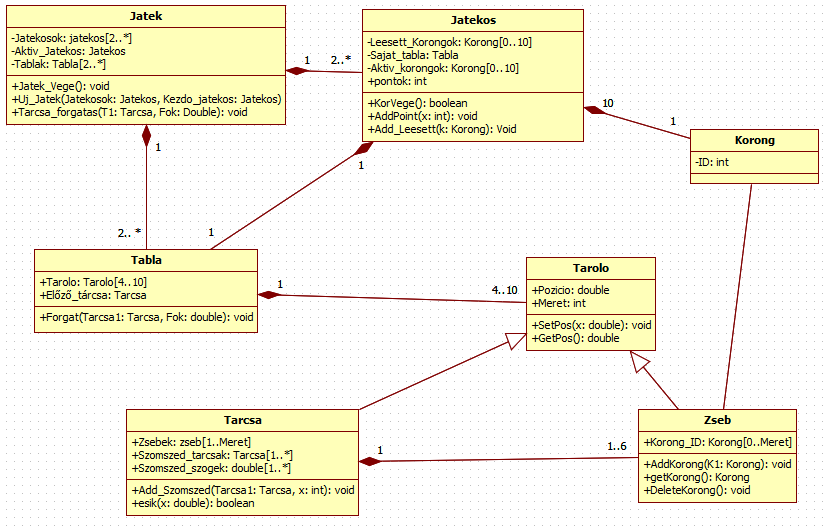 Jatek
-Jatekosok: jatekos[2..*]
-Aktiv_Jatekos: Jatekos
-Tablak: Tabla[2..*]
+Jatek_Vege(): void
+Uj_Jatek(Jatekosok: Jatekos, Kezdo_jatekos: Jatekos)
+Tarcsa_forgatas(T1: Tarcsa, Fok: Double): void
1
2..*
Jatekos
-Leesett_Korongok: Korong[0..10]
-Sajat_tabla: Tabla
-Aktiv_korongok: Korong[0..10]
+pontok: int
+KorVege(): boolean
+AddPoint(x: int): void
+Add_Leesett(k: Korong): Void
10
1
Korong
-ID: int
1
2.. *
1
1
Tabla
+Tarolo: Tarolo[4..10]
+Előző_tárcsa: Tarcsa
+Forgat(Tarcsa1: Tarcsa, Fok: double): void
1
4..10
Tarolo
+Pozicio: double
+Meret: int
+SetPos(x: double): void
+GetPos(): double
Tarcsa
+Zsebek: zseb[1..Meret]
+Szomszed_tarcsak: Tarcsa[1..*]
+Szomszed_szogek: double[1..*]
+Add_Szomszed(Tarcsa1: Tarcsa, x: int): void
+esik(x: double): boolean
1
1..6
Zseb
+Korong_ID: Korong[0..Meret]
+AddKorong(K1: Korong): void
+getKorong(): Korong
+DeleteKorong(): void